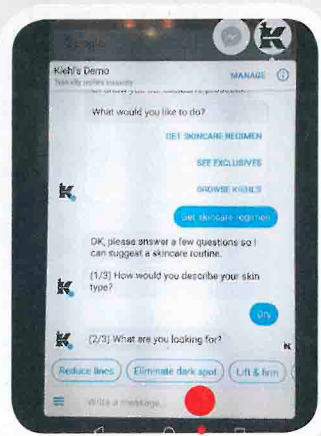 Kiehl's Demo
MANAGE
Typically replies instantly
What would you like to do?
GET SKINCARE REGIMEN
SEE EXCLUSIVES
BROWSE KIEHL'S
Get skincare regimen
OK, please answer a few questions so I
can suggest a skincare routine.
(1/3) How would you describe your skin
type?
Dry
(2/3) What are you looking for?
Reduce lines
Eliminate dark spot
Lift & firm
Write a message...